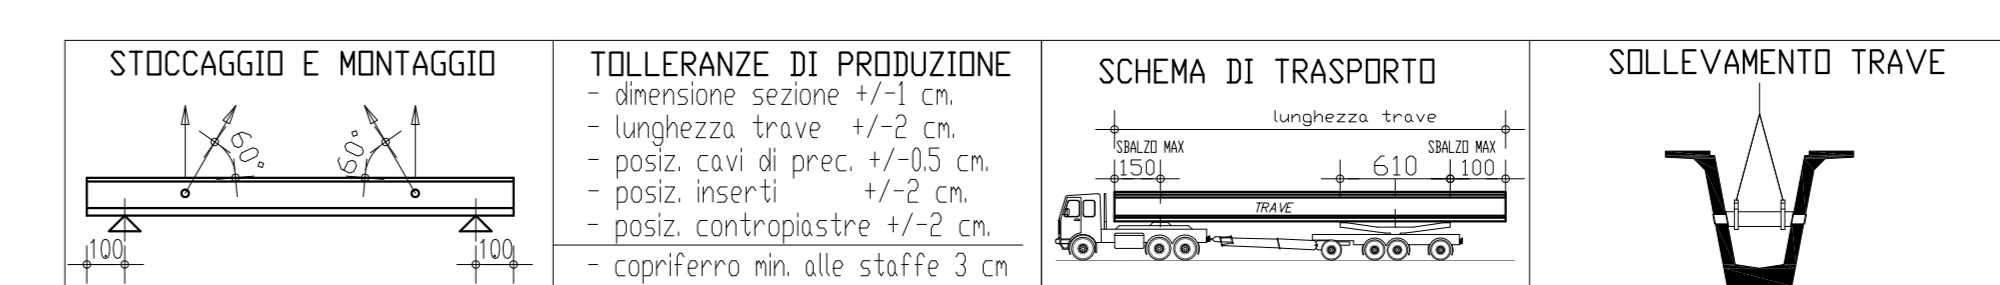 STOCCAGGIO E MONTAGGIO
60°
60°
100
100
TOLLERANZE DI PRODUZIONE
- dimensione sezione +/-1 cm.
- lunghezza trave +/-2 cm.
- posiz. cavi di prec. +/-0.5 cm.
- posiz. inserti +/-2 cm.
- posiz. contropiastre +/-2 cm.
- copriferro min. alle staffe 3 cm
SCHEMA DI TRASPORTO
lunghezza trave
SBALZO MAX
SBALZO MAX
150
610
100
TRAVE
SOLLEVAMENTO TRAVE